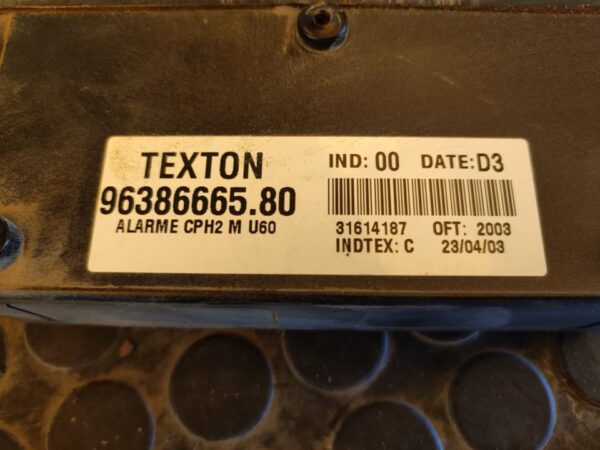 TEXTON
96386665.80
ALARME CPH2 M U60
IND: 00 DATE: D3
31614187 OFT: 2003
INDTEX: C 23/04/03